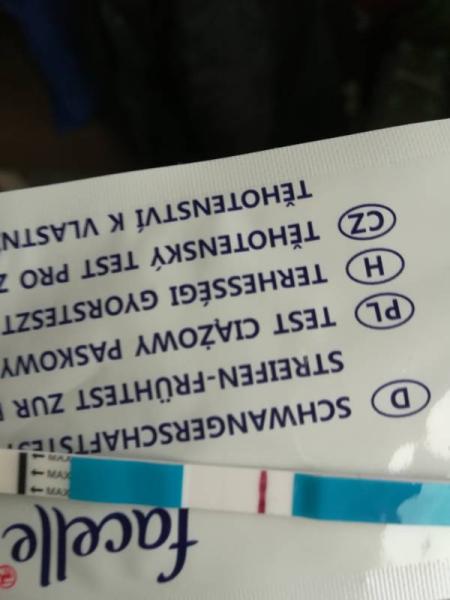 facelle
MAX
MAX
MAX
D SCHWANGERSCHAFTSTES
STREIFEN-FRÜHTEST ZUR
PL TEST CIĄŻOWY PASKOWY
H TERHESSÉGI GYORSTESZT
CZ TĚHOTENSKÝ TEST PRO Z
TĚHOTENSTVÍ K VLASTN